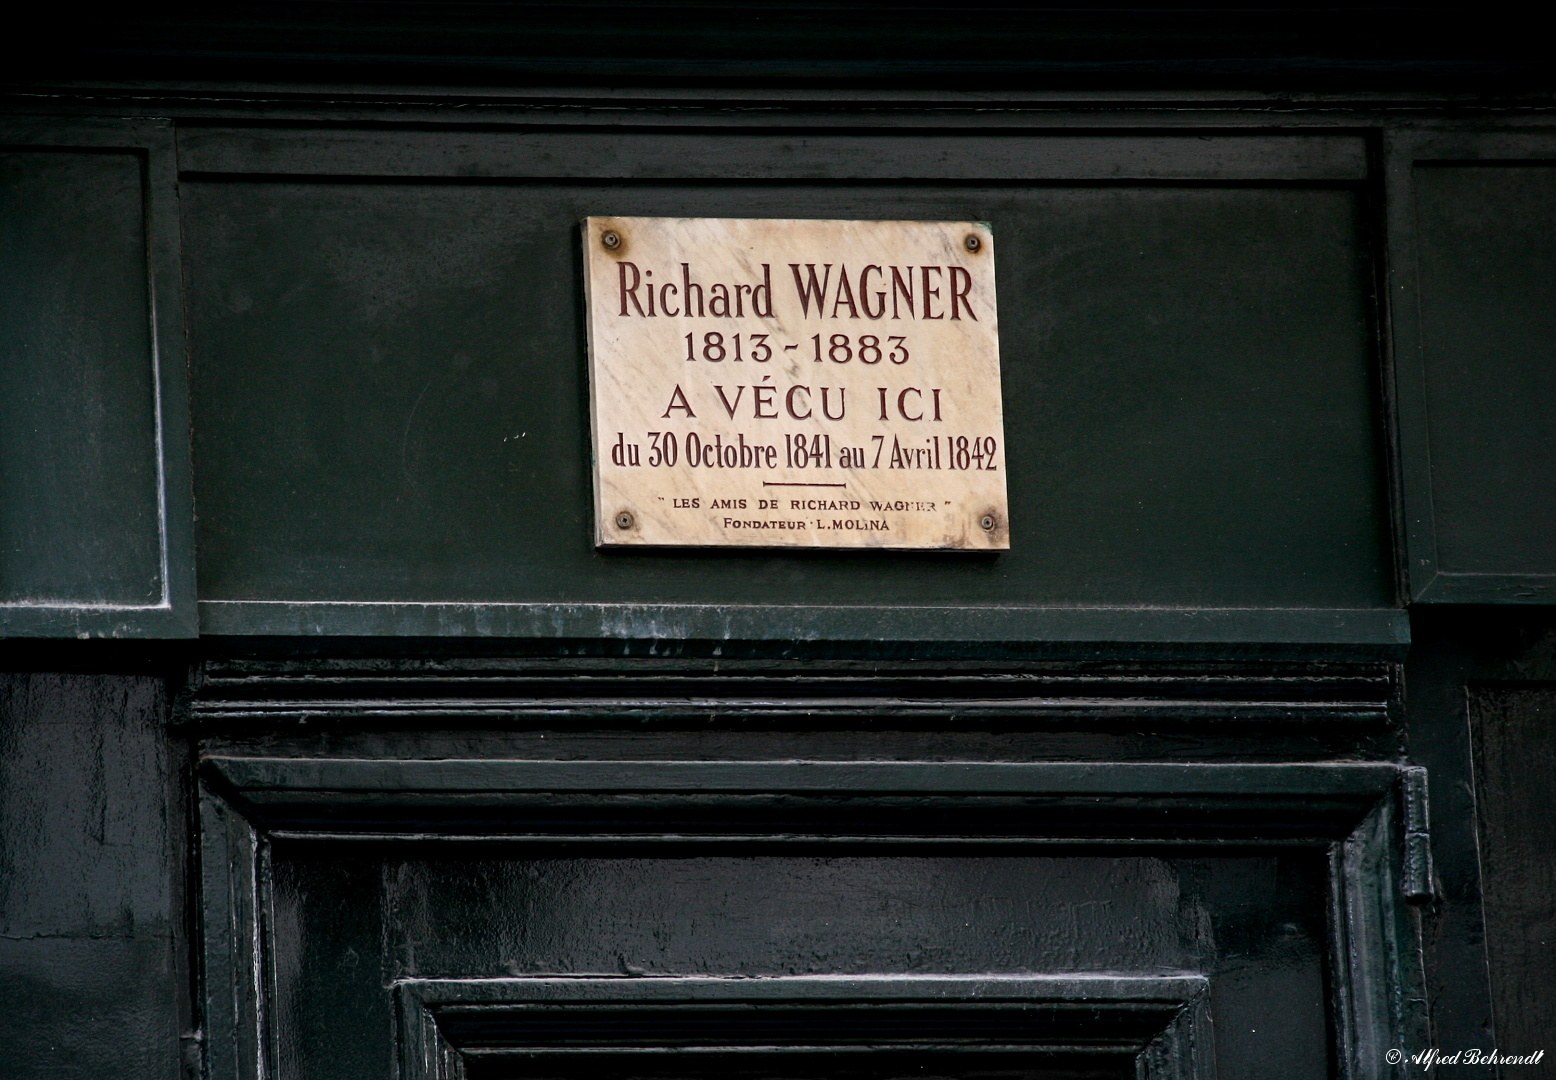 Richard WAGNER
1813 - 1883
A VÉCU ICI
du 30 Octobre 1841 au 7 Avril 1842
" LES AMIS DE RICHARD WAGNER "
FONDATEUR · L. MOLINA
© Alfred Behrendt